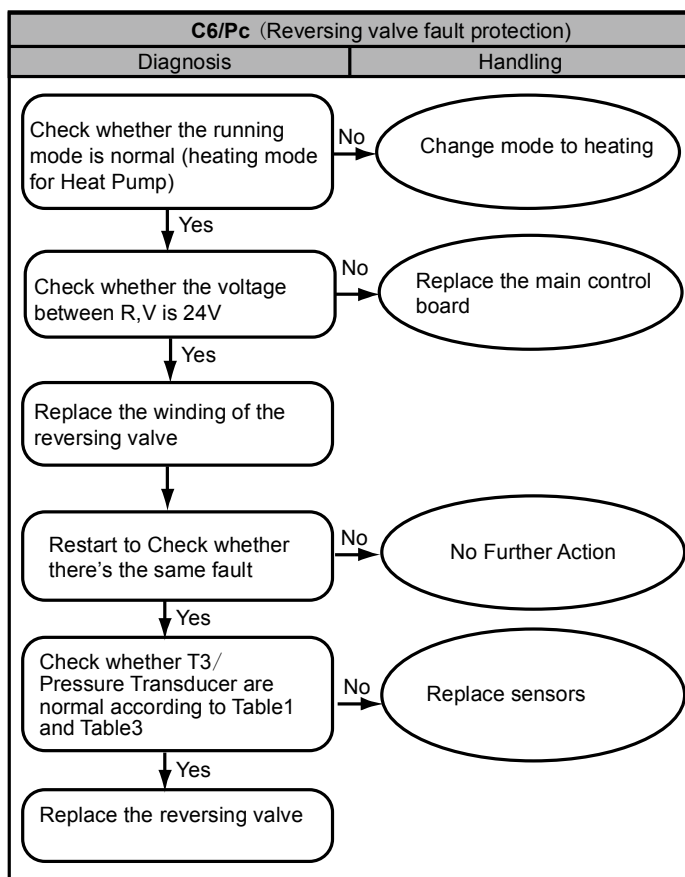 C6/Pc（Reversing valve fault protection)
Diagnosis
Handling
Check whether the running
mode is normal (heating mode
for Heat Pump)
No
Change mode to heating
Yes
Check whether the voltage
between R,V is 24V
No
Replace the main control
board
Yes
Replace the winding of the
reversing valve
Restart to Check whether
there's the same fault
No
No Further Action
Yes
Check whether T3/
Pressure Transducer are
normal according to Table1
and Table3
No
Replace sensors
Yes
Replace the reversing valve